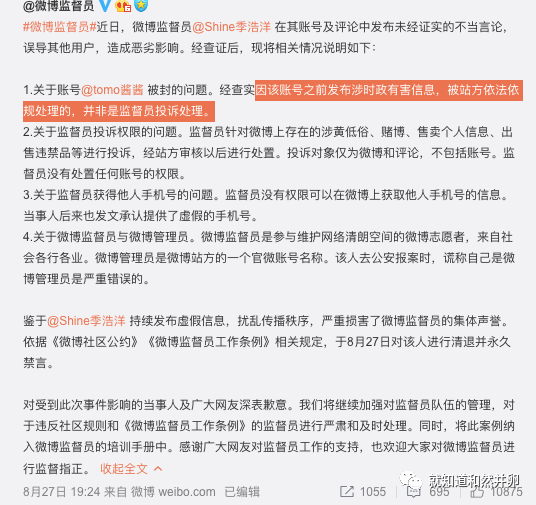 @微博监督员
#微博监督员#近日，微博监督员@Shine季浩洋 在其账号及评论中发布未经证实的不当言论，
误导其他用户，造成恶劣影响。经查证后，现将相关情况说明如下：
1.关于账号@tomo酱酱 被封的问题。经查实因该账号之前发布涉时政有害信息，被站方依法依
规处理的，并非是监督员投诉处理。
2.关于监督员投诉权限的问题。监督员针对微博上存在的涉黄低俗、赌博、售卖个人信息、出
售违禁品等进行投诉，经站方审核以后进行处置。投诉对象仅为微博和评论，不包括账号。监
督员没有处置任何账号的权限。
3.关于监督员获得他人手机号的问题。监督员没有权限可以在微博上获取他人手机号的信息。
当事人后来也发文承认提供了虚假的手机号。
4.关于微博监督员与微博管理员。微博监督员是参与维护网络清朗空间的微博志愿者，来自社
会各行各业。微博管理员是微博站方的一个官微账号名称。该人去公安报案时，谎称自己是微
博管理员是严重错误的。
鉴于@Shine季浩洋 持续发布虚假信息，扰乱传播秩序，严重损害了微博监督员的集体声誉。
依据《微博社区公约》《微博监督员工作条例》相关规定，于8月27日对该人进行清退并永久
禁言。
对受到此次事件影响的当事人及广大网友深表歉意。我们将继续加强对监督员队伍的管理，对
于违反社区规则和《微博监督员工作条例》的监督员进行严肃和及时处理。同时，将此案例纳
入微博监督员的培训手册中。感谢广大网友对监督员工作的支持，也欢迎大家对微博监督员进
行监督指正。 收起全文
就知道和然并卵
8月27日 19:24 来自 微博 weibo.com 已编辑 1055 695 10875